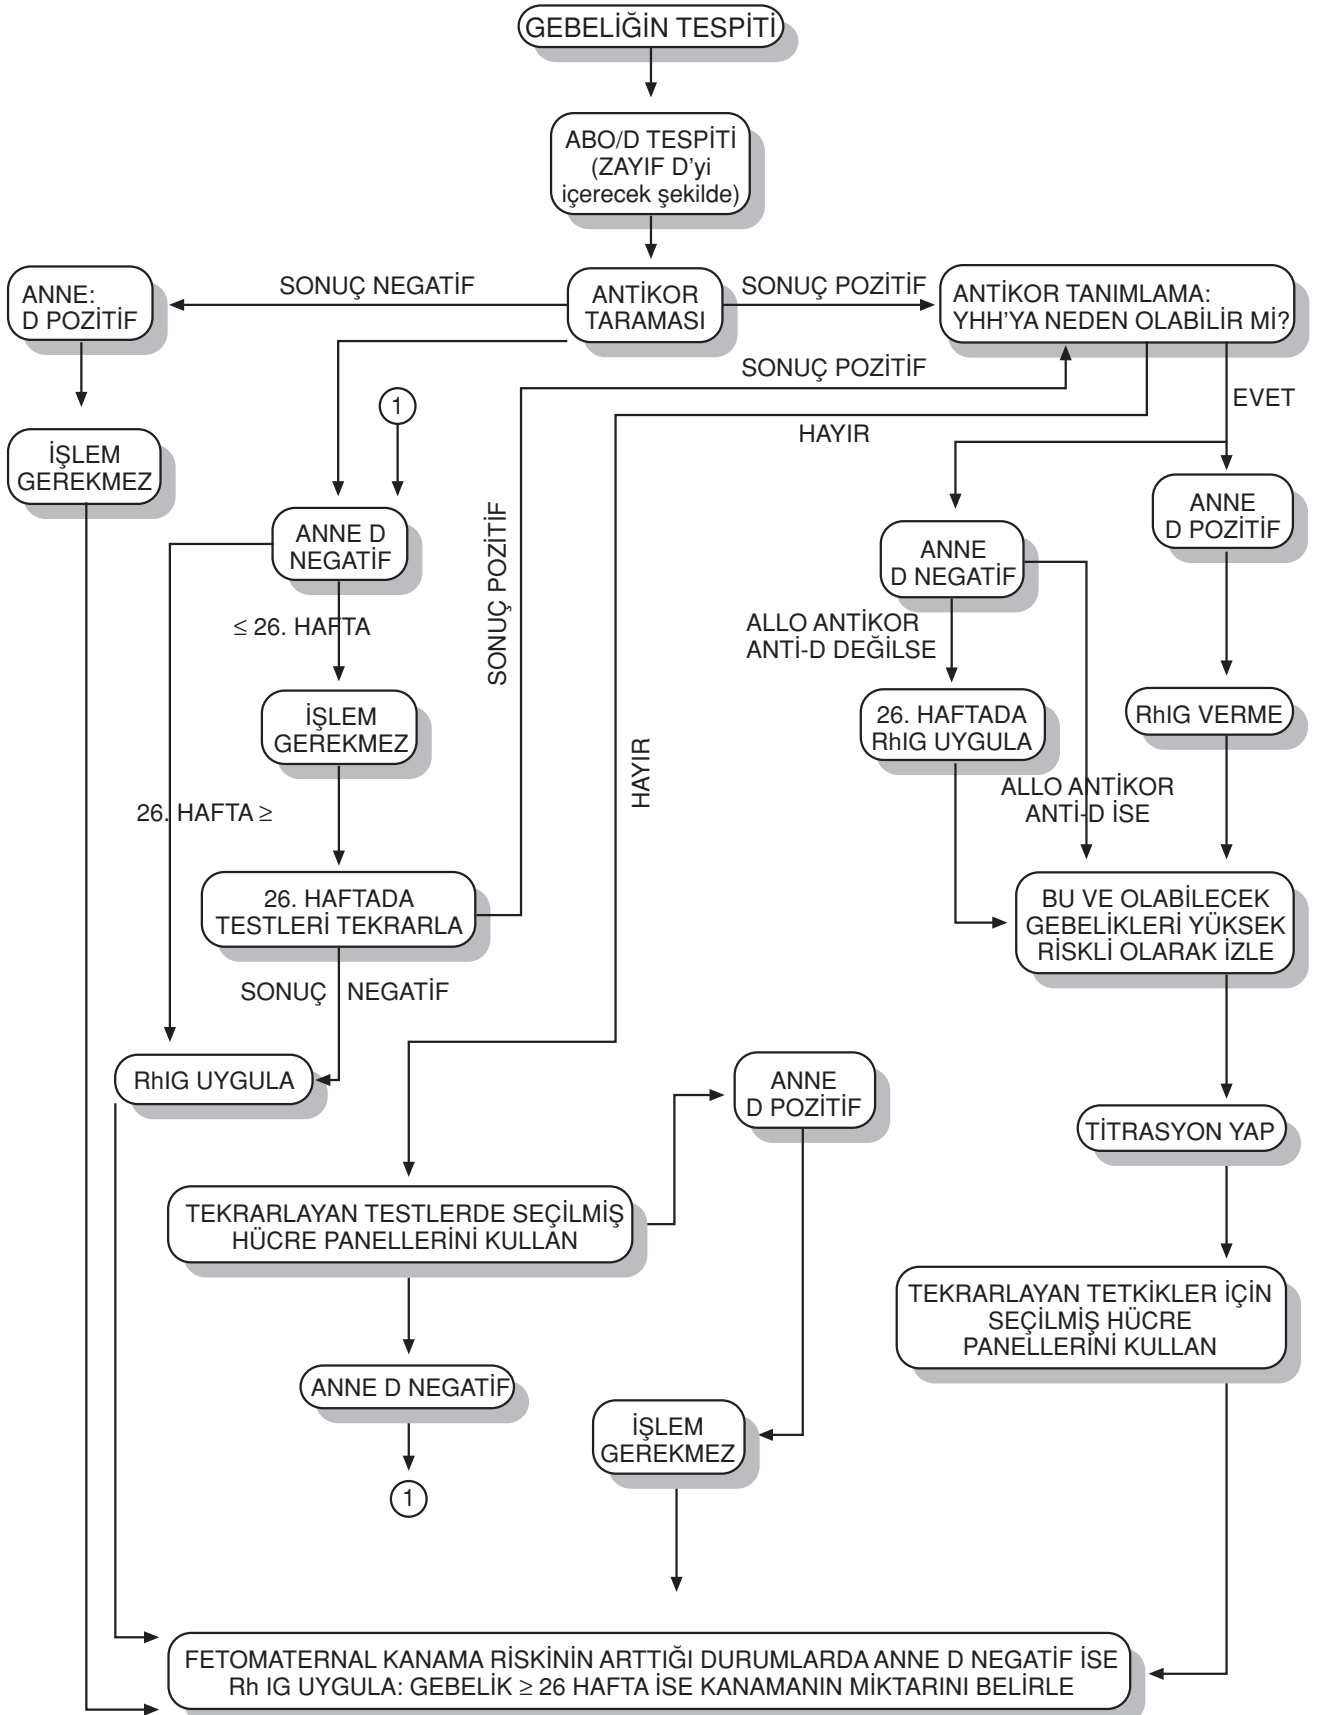 GEBELİĞİN TESPİTİ
ABO/D TESPİTİ
(ZAYIF D'yi
içerecek şekilde)
ANNE:
D POZİTİF
SONUÇ NEGATİF
ANTİKOR
TARAMASI
SONUÇ POZİTİF
ANTİKOR TANIMLAMA:
YHH'YA NEDEN OLABİLİR Mİ?
SONUÇ POZİTİF
EVET
1
HAYIR
İŞLEM
GEREKMEZ
ANNE
D POZİTİF
ANNE D
NEGATİF
SONUÇ POZİTİF
ANNE
D NEGATİF
≤ 26. HAFTA
ALLO ANTİKOR
ANTİ-D DEĞİLSE
İŞLEM
GEREKMEZ
26. HAFTADA
RhIG UYGULA
RhIG VERME
HAYIR
26. HAFTA ≥
ALLO ANTİKOR
ANTİ-D İSE
26. HAFTADA
TESTLERİ TEKRARLA
BU VE OLABİLECEK
GEBELİKLERİ YÜKSEK
RİSKLİ OLARAK İZLE
SONUÇ NEGATİF
RhIG UYGULA
ANNE
D POZİTİF
TİTRASYON YAP
TEKRARLAYAN TESTLERDE SEÇİLMİŞ
HÜCRE PANELLERİNİ KULLAN
TEKRARLAYAN TETKİKLER İÇİN
SEÇİLMİŞ HÜCRE
PANELLERİNİ KULLAN
ANNE D NEGATİF
İŞLEM
GEREKMEZ
1
FETOMATERNAL KANAMA RİSKİNİN ARTTIĞI DURUMLARDA ANNE D NEGATİF İSE
Rh IG UYGULA: GEBELİK ≥ 26 HAFTA İSE KANAMANIN MİKTARINI BELİRLE